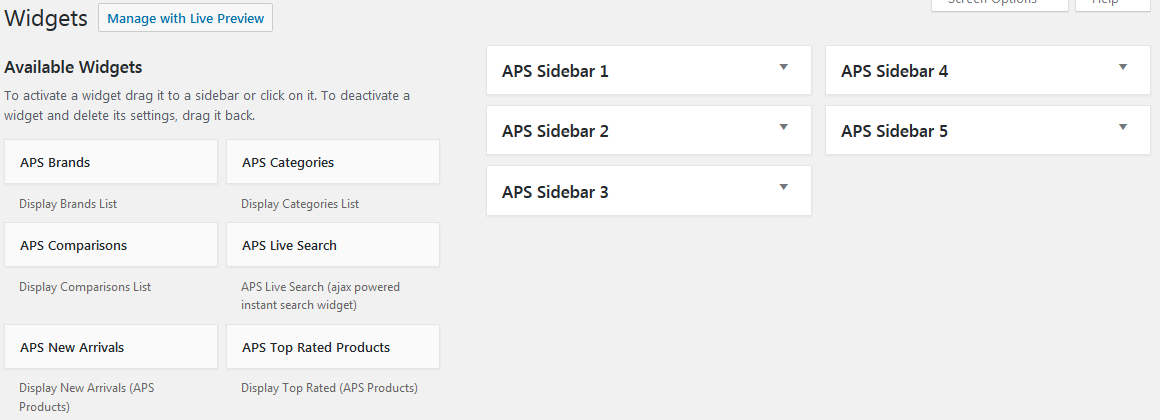 Widgets
Manage with Live Preview
Screen Options
Help
Available Widgets
To activate a widget drag it to a sidebar or click on it. To deactivate a
widget and delete its settings, drag it back.
APS Brands
APS Categories
Display Brands List
Display Categories List
APS Comparisons
APS Live Search
Display Comparisons List
APS Live Search (ajax powered
instant search widget)
APS New Arrivals
APS Top Rated Products
Display New Arrivals (APS
Products)
Display Top Rated (APS Products)
APS Sidebar 1
APS Sidebar 2
APS Sidebar 3
APS Sidebar 4
APS Sidebar 5